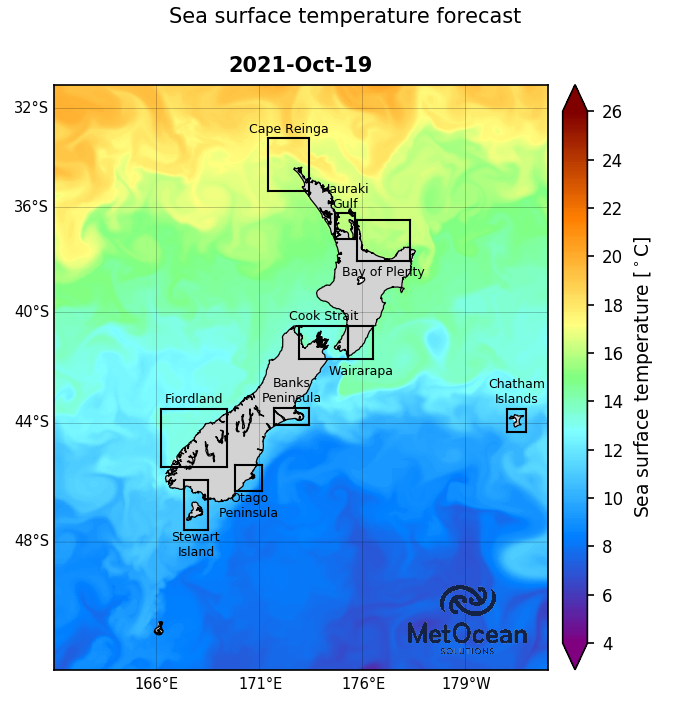 Sea surface temperature forecast
2021-Oct-19
32°S
36°S
40°S
44°S
48°S
166°E
171°E
176°E
179°W
Cape Reinga
Hauraki
Gulf
Bay of Plenty
Cook Strait
Wairarapa
Banks
Peninsula
Fiordland
Chatham
Islands
Otago
Peninsula
Stewart
Island
MetOcean
SOLUTIONS
26
24
22
20
18
16
14
12
10
8
6
4
Sea surface temperature [°C]